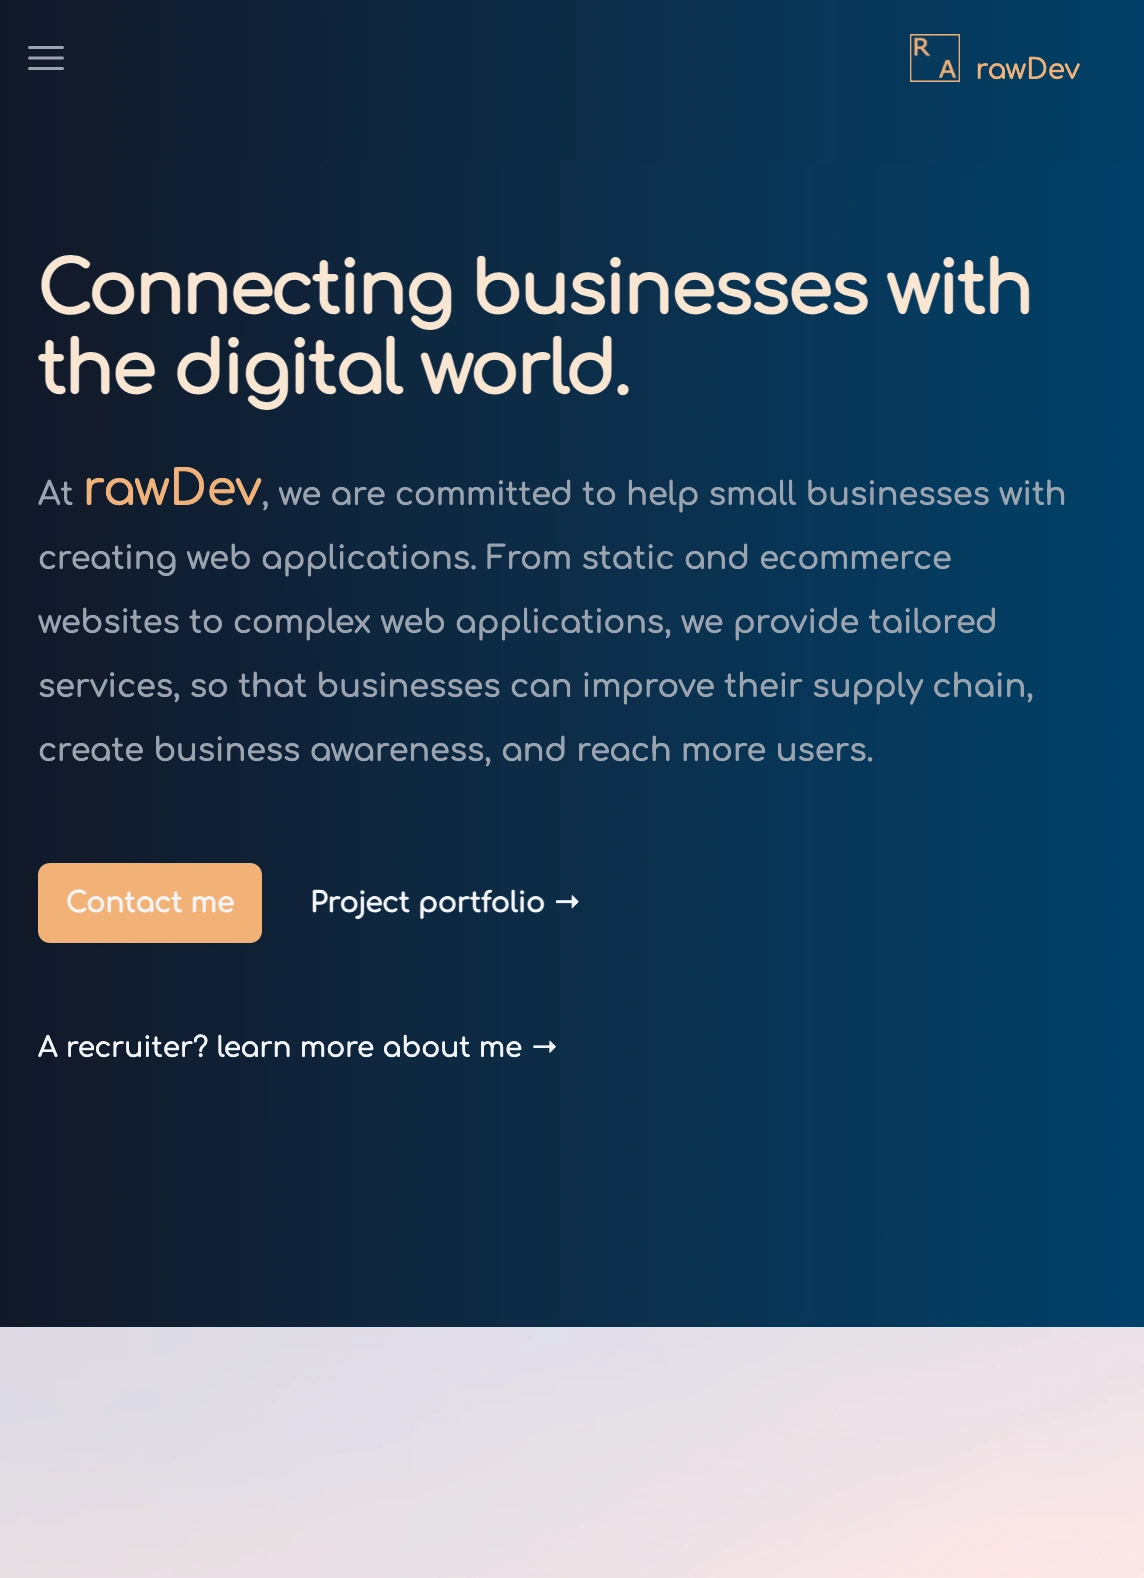 R
A
rawDev
Connecting businesses with
the digital world.
At rawDev, we are committed to help small businesses with
creating web applications. From static and ecommerce
websites to complex web applications, we provide tailored
services, so that businesses can improve their supply chain,
create business awareness, and reach more users.
Contact me
Project portfolio →
A recruiter? learn more about me →